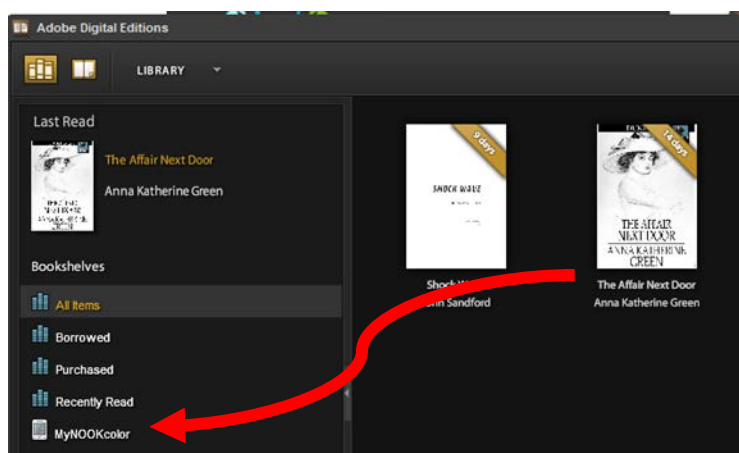 Adobe Digital Editions
LIBRARY
Last Read
The Affair Next Door
Anna Katherine Green
Bookshelves
All Items
Borrowed
Purchased
Recently Read
MyNOOKcolor
9 days
SHOCK WAVE
Shock
Sandford
14 days
THE AFFAIR
NEXT DOOR
ANNA KATHERINE
GREEN
The Affair Next Door
Anna Katherine Green